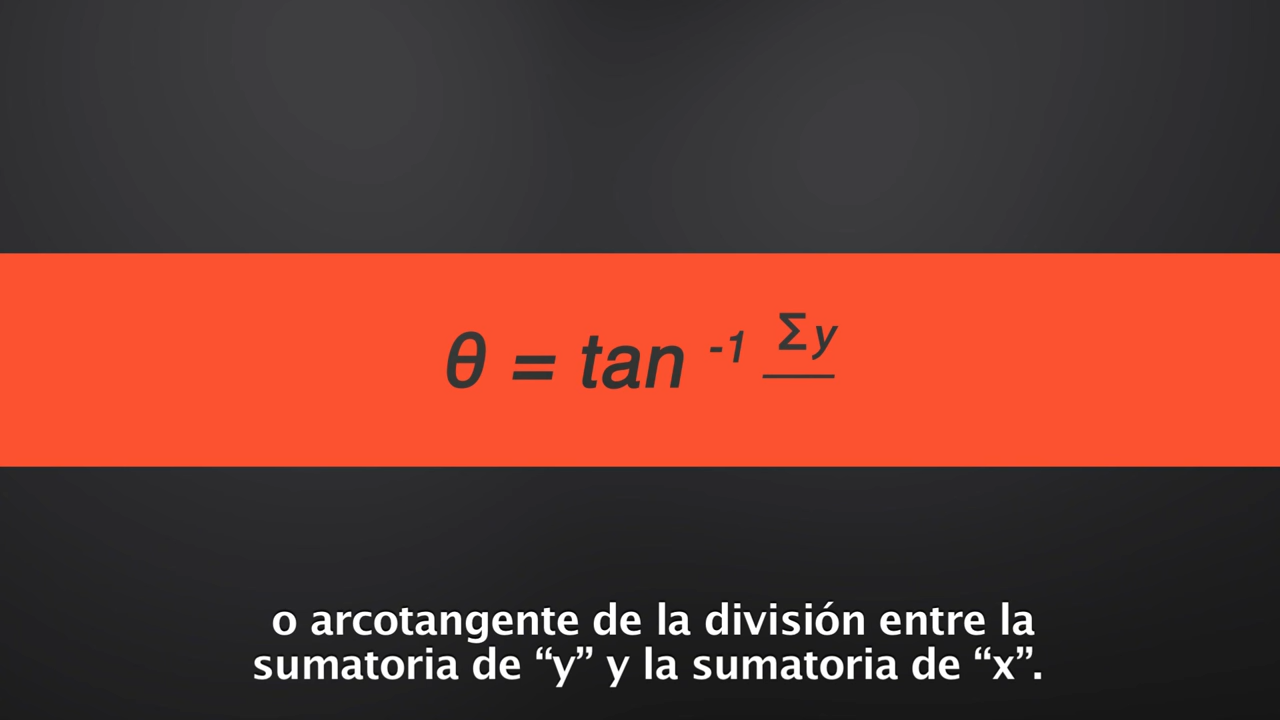 θ = tan -1 Σy
o arcotangente de la división entre la
sumatoria de “y” y la sumatoria de “x”.